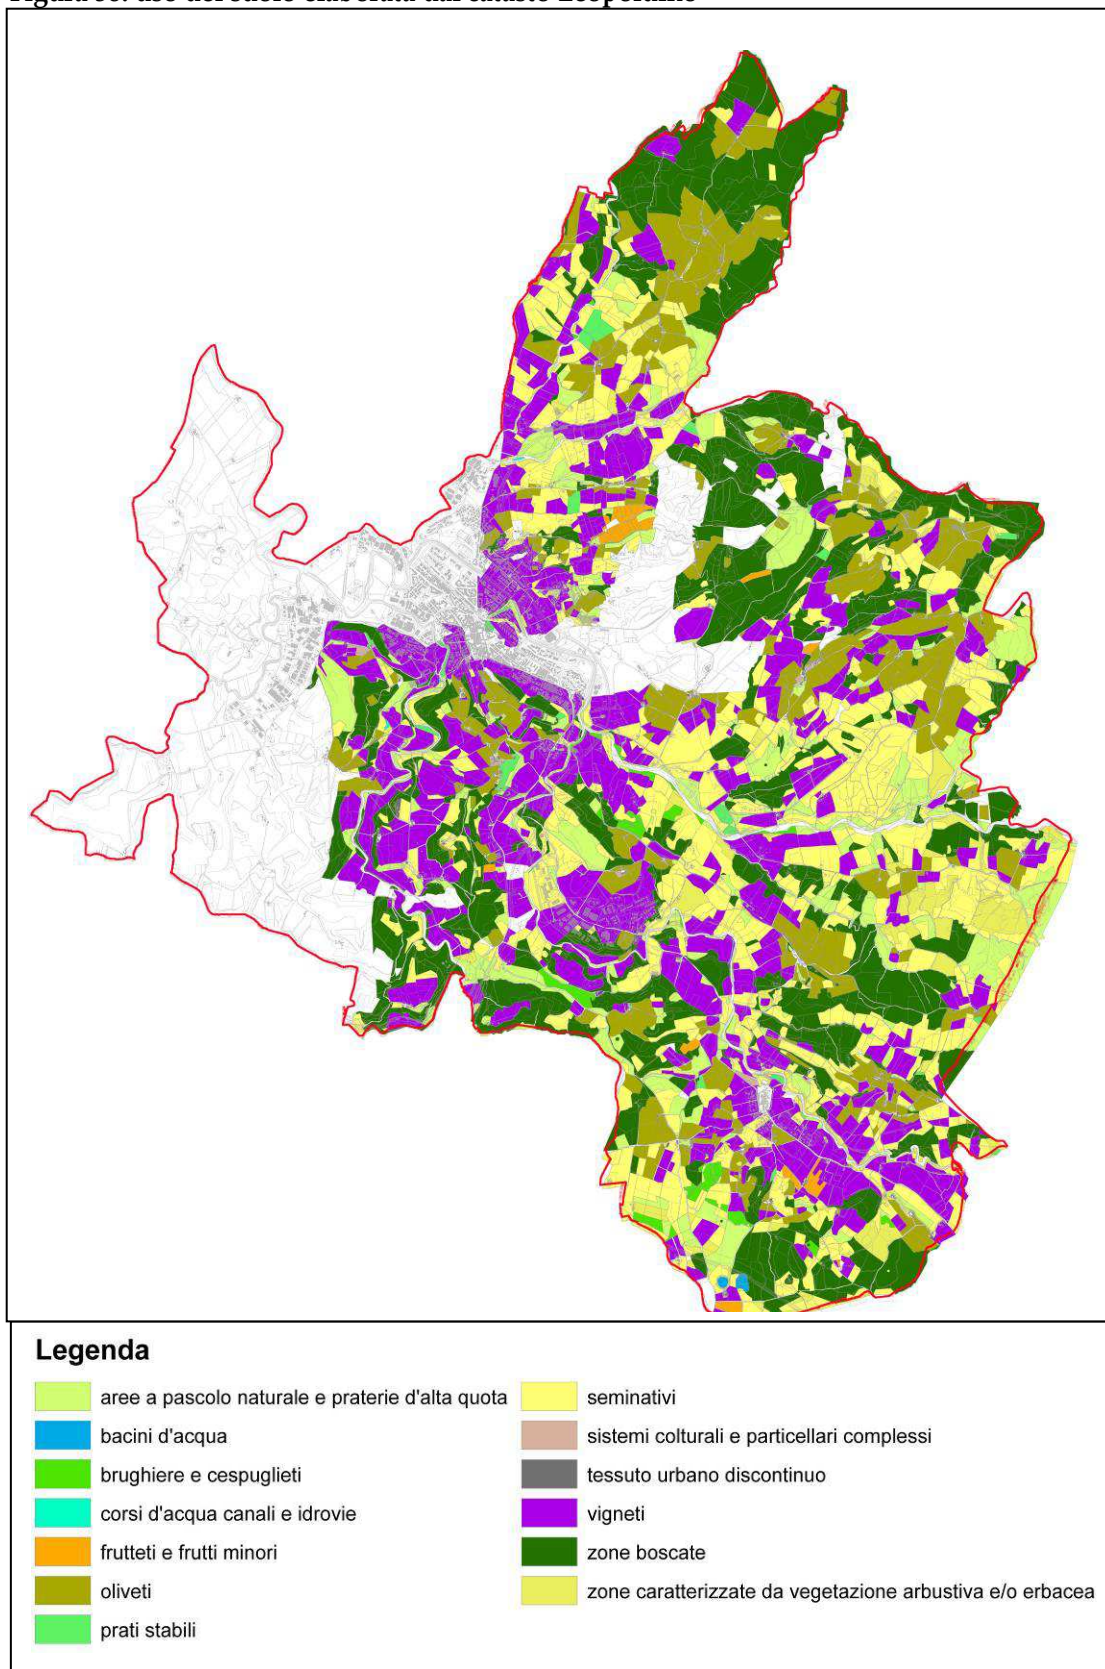 Legenda
aree a pascolo naturale e praterie d'alta quota
bacini d'acqua
brughiere e cespuglieti
corsi d'acqua canali e idrovie
frutteti e frutti minori
oliveti
prati stabili
seminativi
sistemi colturali e particellari complessi
tessuto urbano discontinuo
vigneti
zone boscate
zone caratterizzate da vegetazione arbustiva e/o erbacea